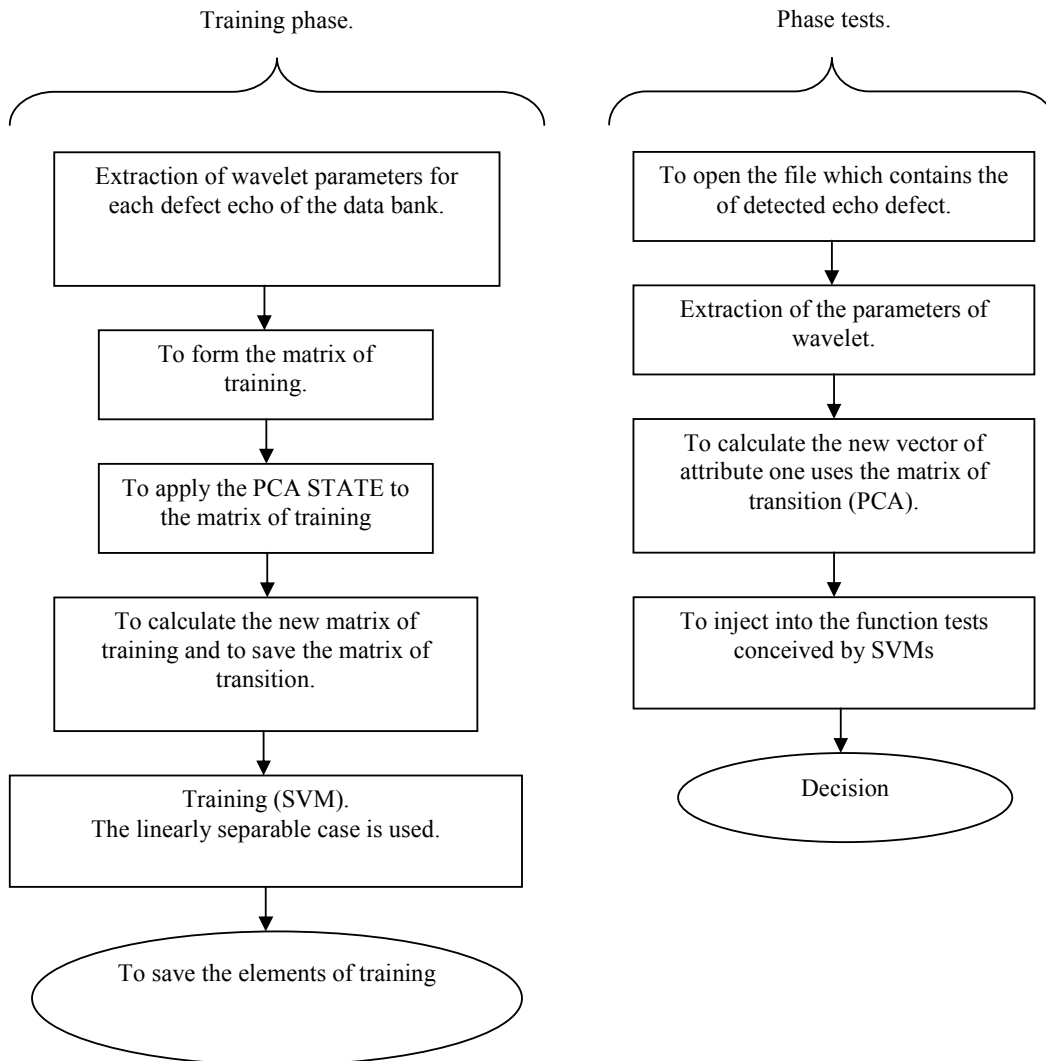 Training phase.
Extraction of wavelet parameters for
each defect echo of the data bank.
To form the matrix of
training.
To apply the PCA STATE to
the matrix of training
To calculate the new matrix of
training and to save the matrix of
transition.
Training (SVM).
The linearly separable case is used.
To save the elements of training
Phase tests.
To open the file which contains the
of detected echo defect.
Extraction of the parameters of
wavelet.
To calculate the new vector of
attribute one uses the matrix of
transition (PCA).
To inject into the function tests
conceived by SVMs
Decision